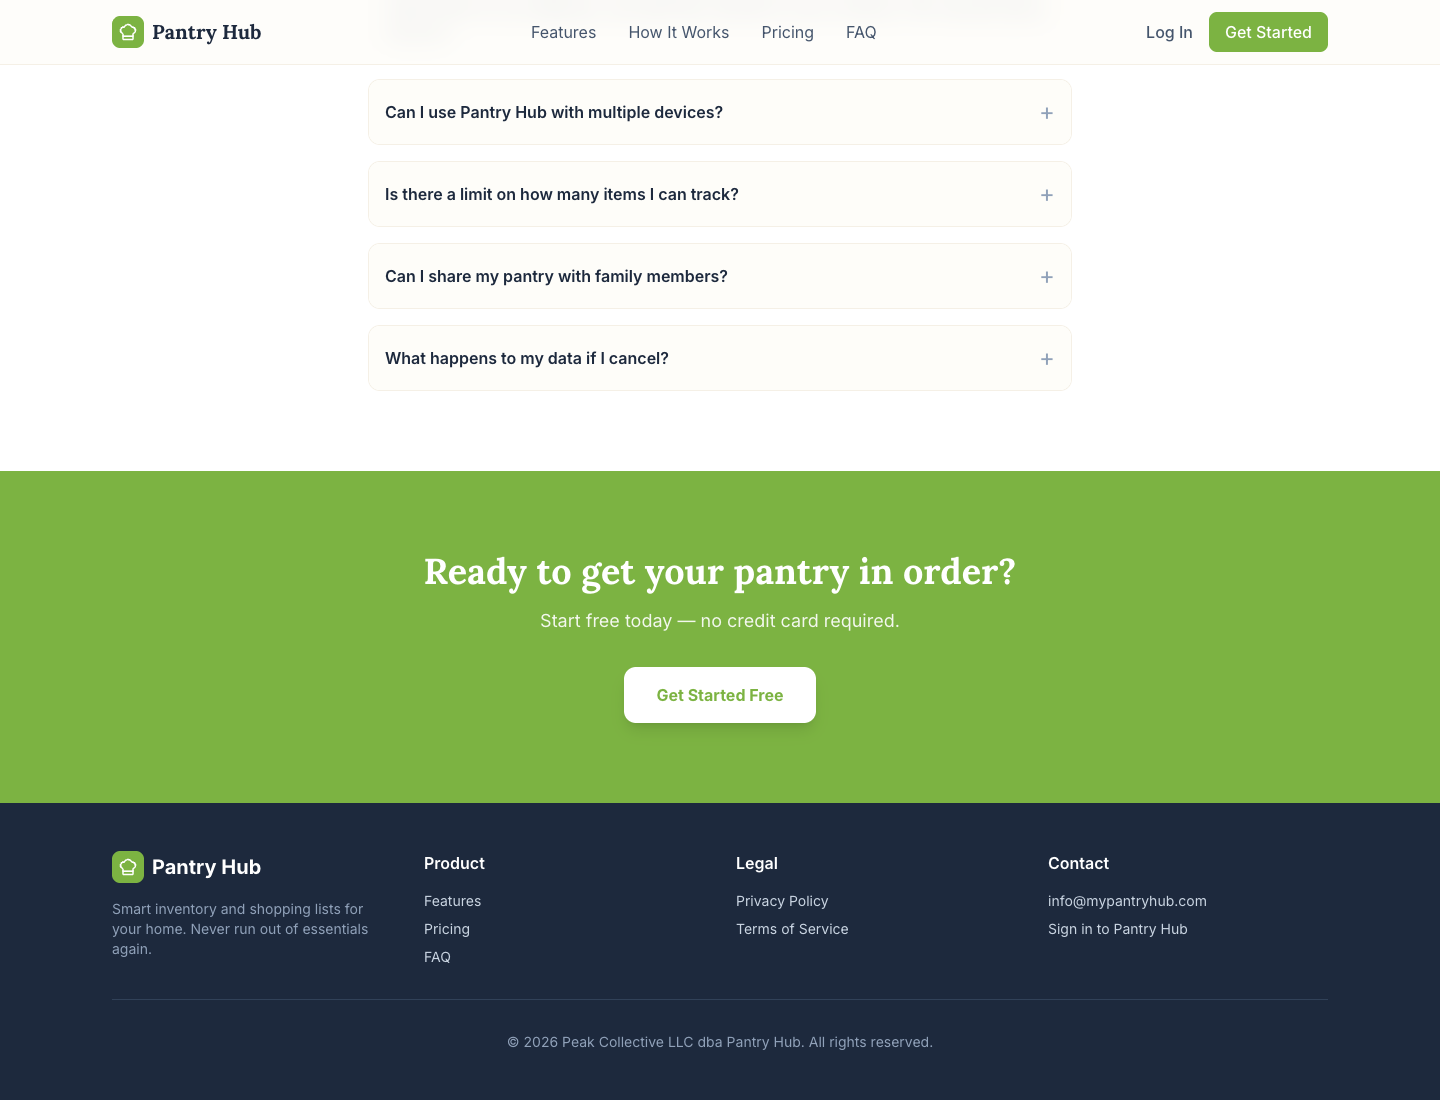 Pantry Hub
Features
How It Works
Pricing
FAQ
Log In
Get Started
Can I use Pantry Hub with multiple devices?
+
Is there a limit on how many items I can track?
+
Can I share my pantry with family members?
+
What happens to my data if I cancel?
+
Ready to get your pantry in order?
Start free today — no credit card required.
Get Started Free
Pantry Hub
Smart inventory and shopping lists for
your home. Never run out of essentials
again.
Product
Features
Pricing
FAQ
Legal
Privacy Policy
Terms of Service
Contact
info@mypantryhub.com
Sign in to Pantry Hub
© 2026 Peak Collective LLC dba Pantry Hub. All rights reserved.